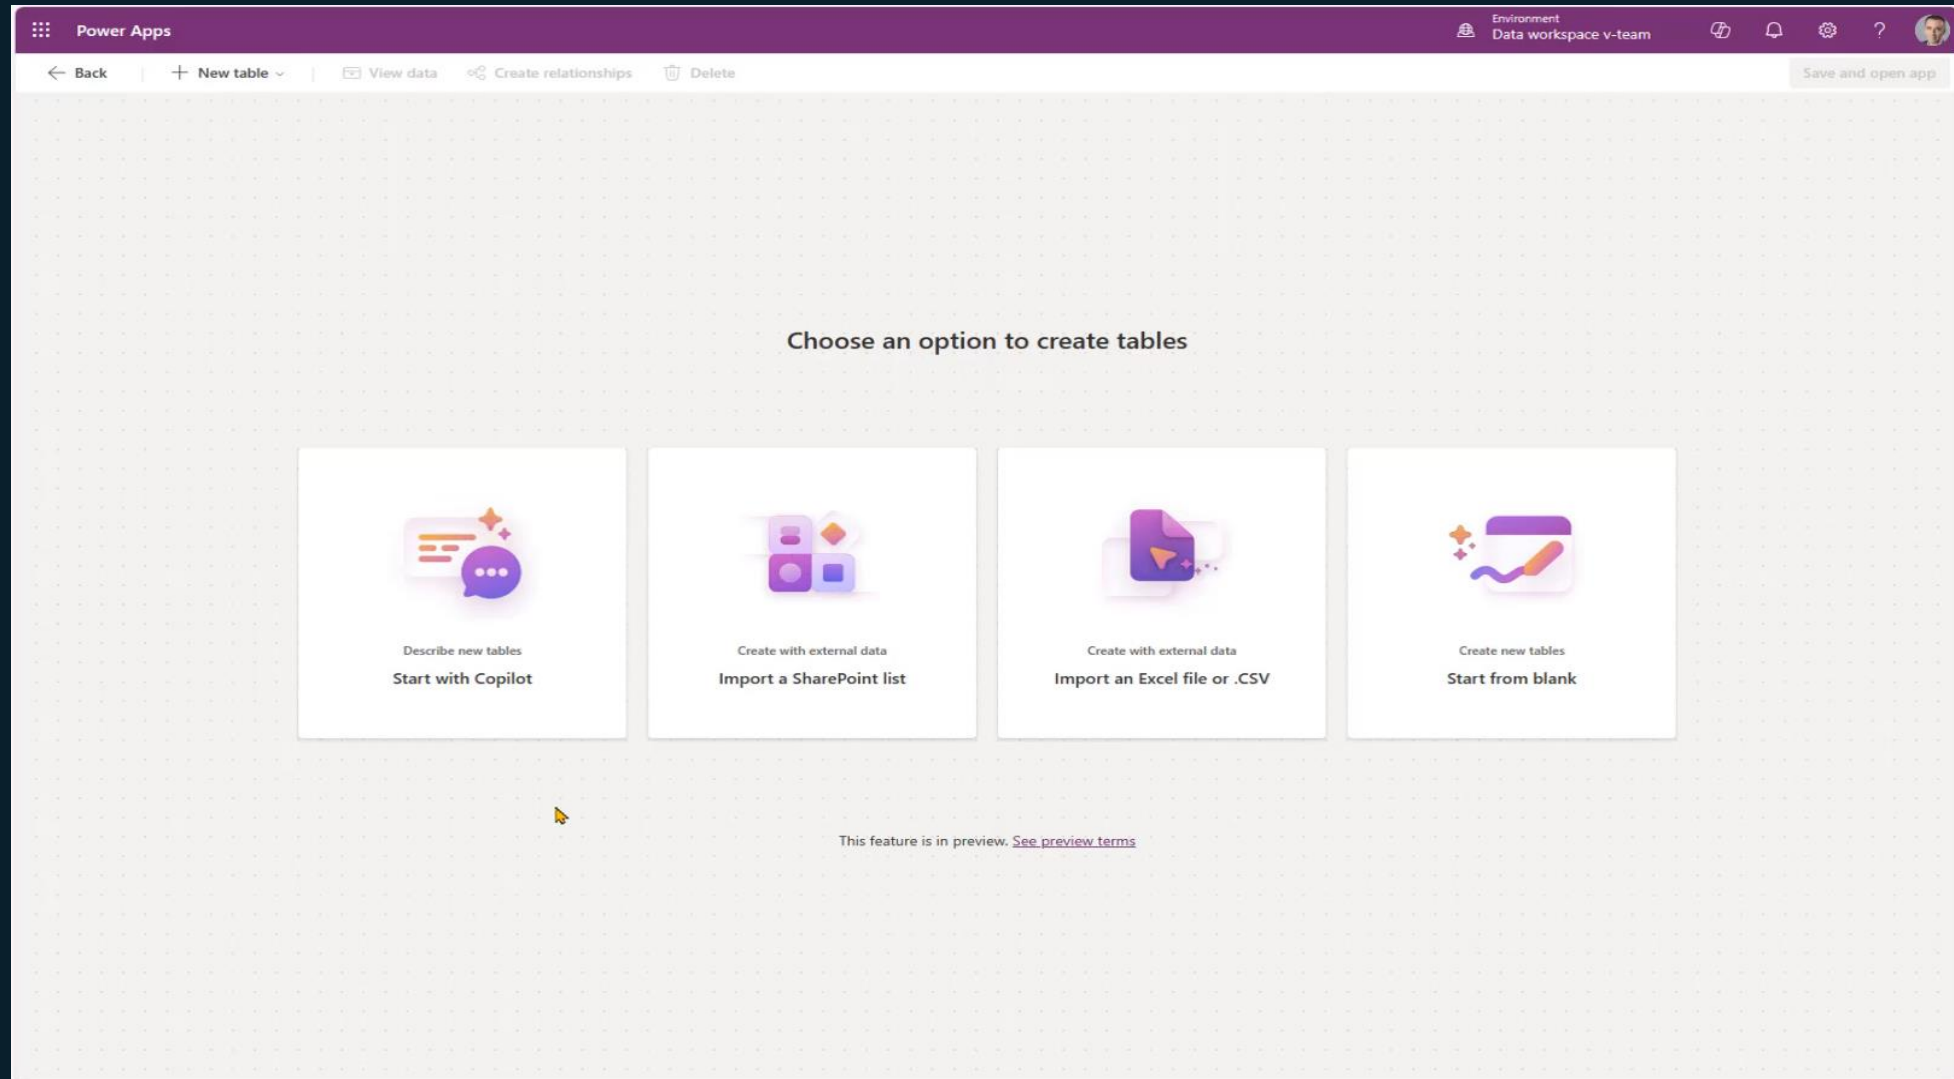 Power Apps
Environment
Data workspace v-team
?
Back
New table
View data
Create relationships
Delete
Save and open app
Choose an option to create tables
Describe new tables
Start with Copilot
Create with external data
Import a SharePoint list
Create with external data
Import an Excel file or .CSV
Create new tables
Start from blank
This feature is in preview. See preview terms